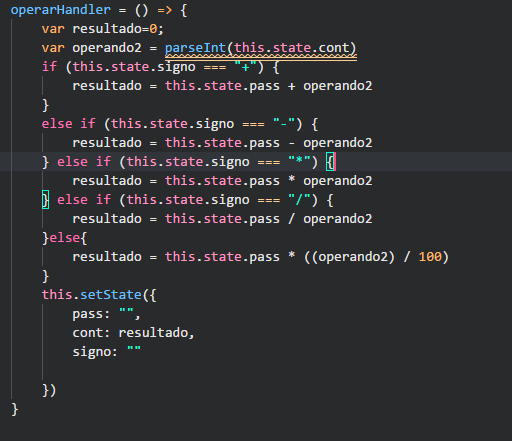 operarHandler = () => {
    var resultado=0;
    var operando2 = parseInt(this.state.cont)
    if (this.state.signo === "+") {
        resultado = this.state.pass + operando2
    }
    else if (this.state.signo === "-") {
        resultado = this.state.pass - operando2
    } else if (this.state.signo === "*") {
        resultado = this.state.pass * operando2
    } else if (this.state.signo === "/") {
        resultado = this.state.pass / operando2
    }else{
        resultado = this.state.pass * ((operando2) / 100)
    }
    this.setState({
        pass: "",
        cont: resultado,
        signo: ""
    })
}